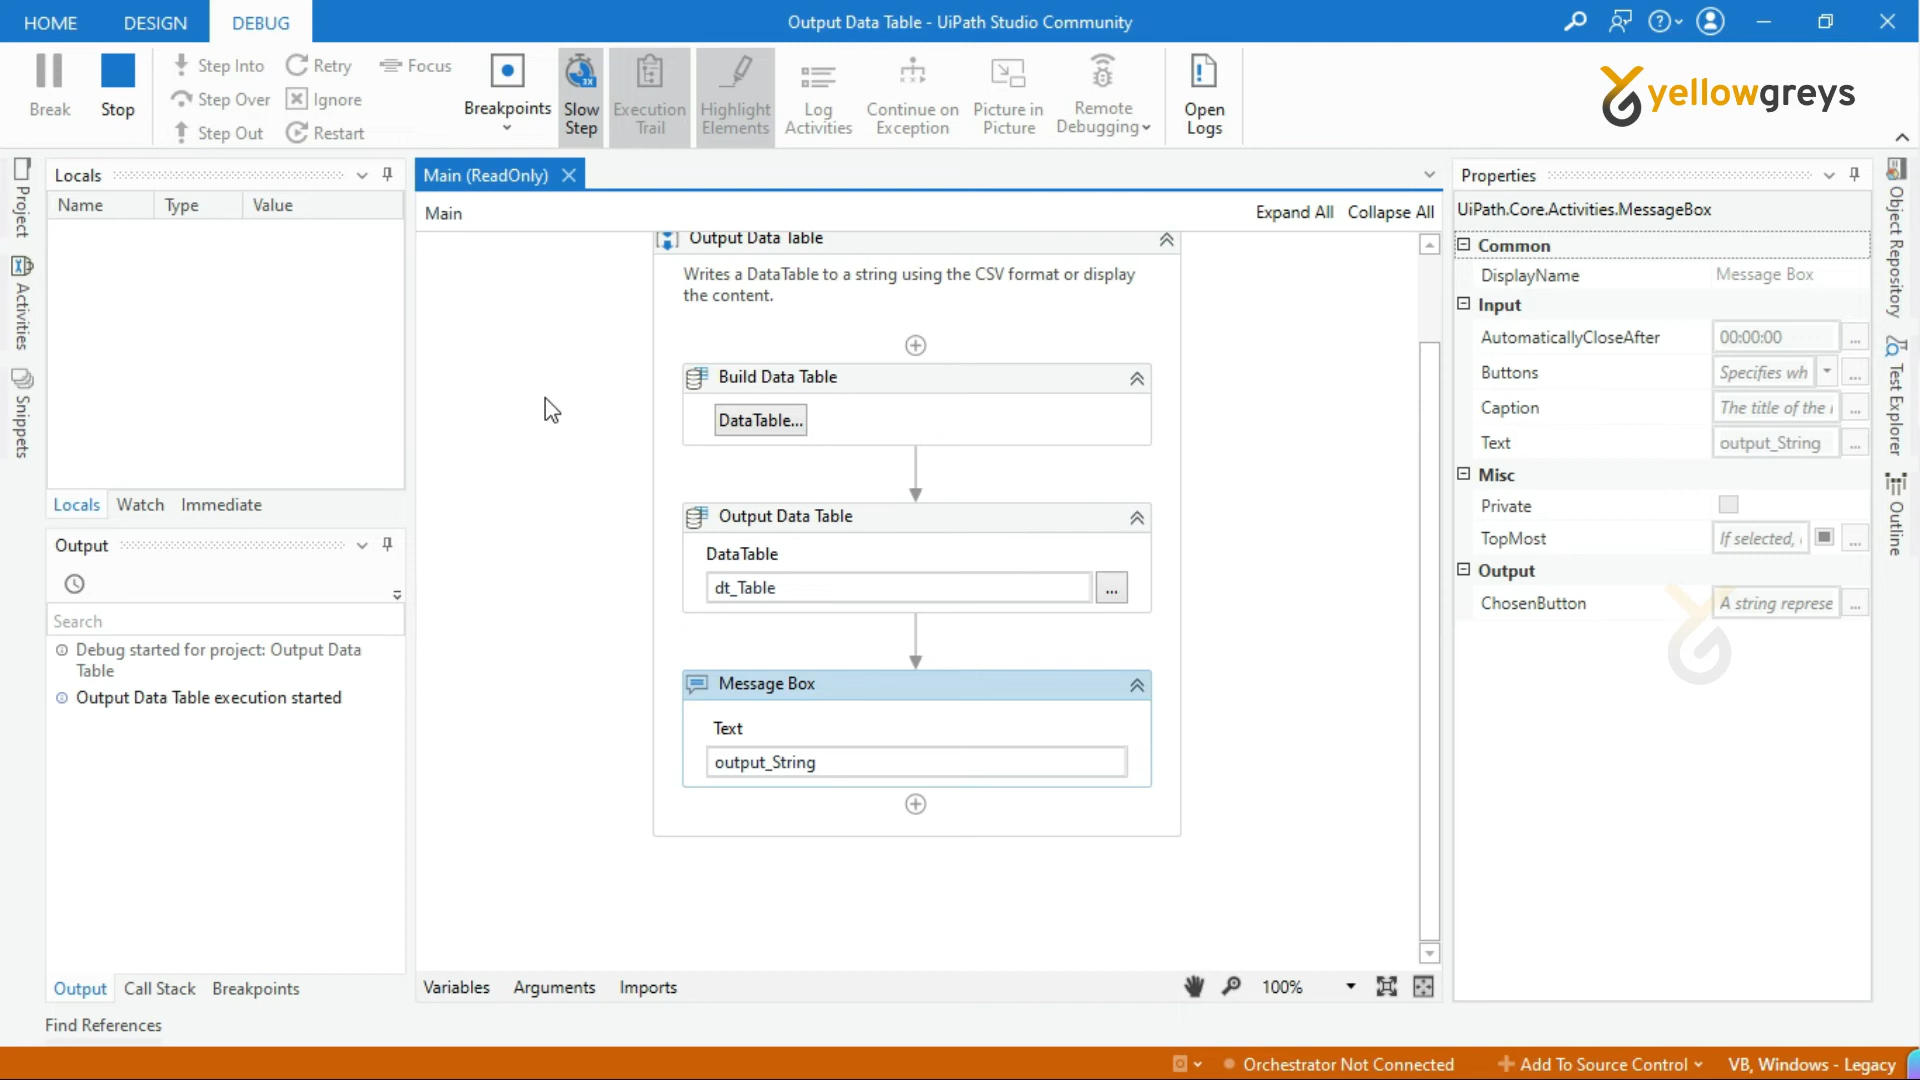 HOME DESIGN DEBUG Output Data Table - UiPath Studio Community
Break Stop
Step Into
Step Over
Step Out
Retry
Ignore
Restart
Focus
Breakpoints
Slow
Step
Execution
Trail
Highlight
Elements
Log
Activities
Continue on
Exception
Picture in
Picture
Remote
Debugging
Open
Logs
yellowgreys
Project
Activities
Snippets
Locals
Name Type Value
Locals Watch Immediate
Output
Search
Debug started for project: Output Data
Table
Output Data Table execution started
Output Call Stack Breakpoints
Find References
Main (ReadOnly)
Main Expand All Collapse All
Output Data Table
Writes a DataTable to a string using the CSV format or display
the content.
Build Data Table
DataTable...
Output Data Table
DataTable
dt_Table ...
Message Box
Text
output_String
Variables Arguments Imports 100%
Properties
UiPath.Core.Activities.MessageBox
Common
DisplayName Message Box
Input
AutomaticallyCloseAfter 00:00:00 ...
Buttons Specifies wh ...
Caption The title of the ...
Text output_String ...
Misc
Private
TopMost If selected, ...
Output
ChosenButton A string represe ...
Object Repository
Test Explorer
Outline
Orchestrator Not Connected Add To Source Control VB, Windows - Legacy